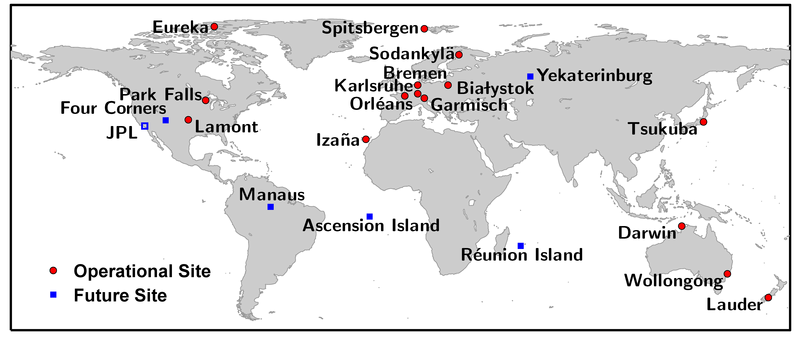 Eureka
Spitsbergen
Sodankylä
Bremen
Yekaterinburg
Karlsruhe
Białystok
Park Falls
Orléans
Garmisch
Four Corners
JPL
Lamont
Tsukuba
Izaña
Manaus
Ascension Island
Darwin
Réunion Island
Operational Site
Wollongong
Future Site
Lauder